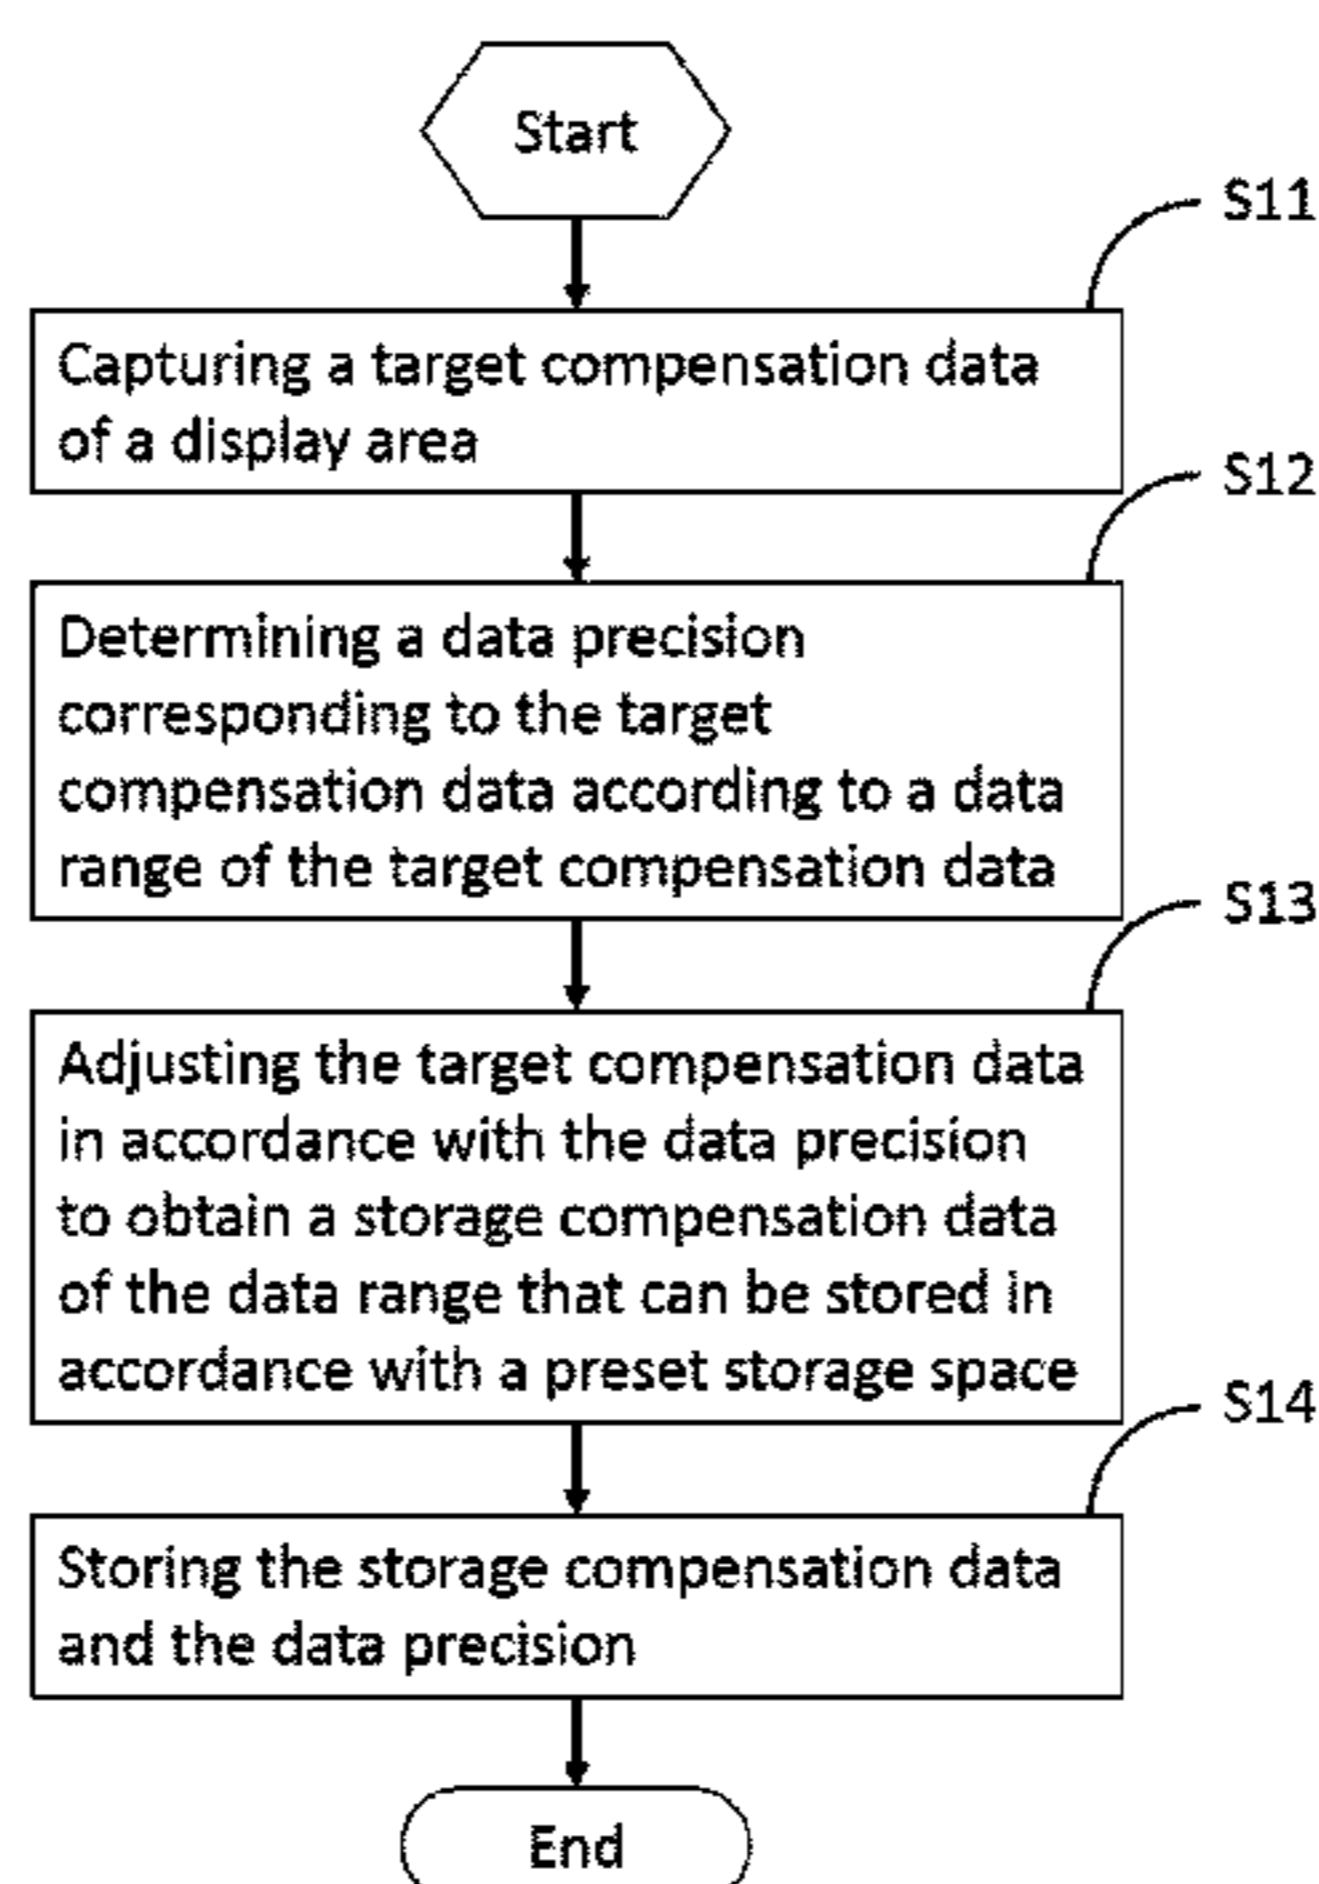 Start
S11
Capturing a target compensation data
of a display area
S12
Determining a data precision
corresponding to the target
compensation data according to a data
range of the target compensation data
S13
Adjusting the target compensation data
in accordance with the data precision
to obtain a storage compensation data
of the data range that can be stored in
accordance with a preset storage space
S14
Storing the storage compensation data
and the data precision
End